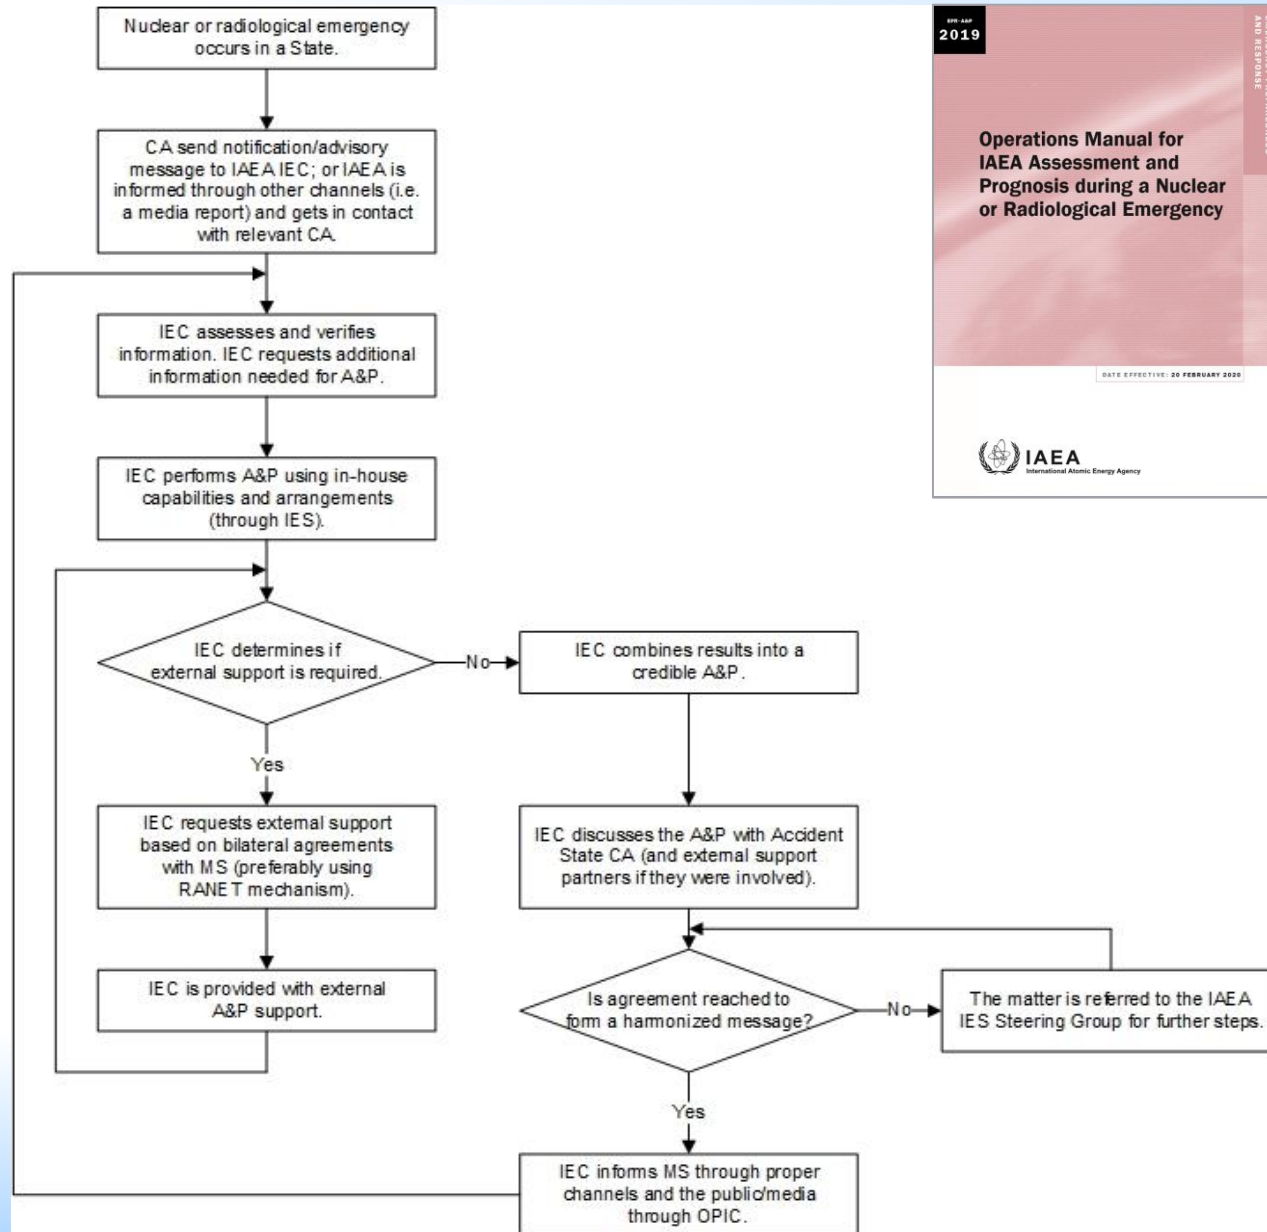 Nuclear or radiological emergency
occurs in a State.
CA send notification/advisory
message to IAEA IEC; or IAEA is
informed through other channels (i.e.
a media report) and gets in contact
with relevant CA.
IEC assesses and verifies
information. IEC requests additional
information needed for A&P.
IEC performs A&P using in-house
capabilities and arrangements
(through IES).
IEC determines if
external support is required.
No
IEC combines results into a
credible A&P.
Yes
IEC requests external support
based on bilateral agreements
with MS (preferably using
RANET mechanism).
IEC discusses the A&P with Accident
State CA (and external support
partners if they were involved).
IEC is provided with external
A&P support.
Is agreement reached to
form a harmonized message?
No
The matter is referred to the IAEA
IES Steering Group for further steps.
Yes
IEC informs MS through proper
channels and the public/media
through OPIC.
EPR-A&P
2019
AND RESPONSE
Operations Manual for
IAEA Assessment and
Prognosis during a Nuclear
or Radiological Emergency
DATE EFFECTIVE: 20 FEBRUARY 2020
IAEA
International Atomic Energy Agency